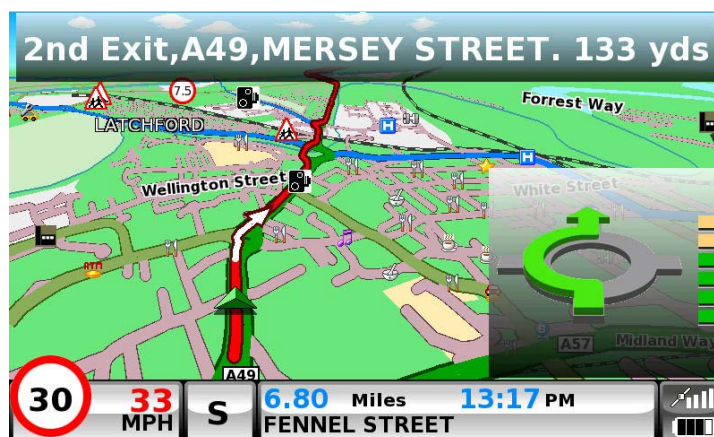 2nd Exit,A49,MERSEY STREET. 133 yds
7.5
Forrest Way
LATCHFORD
H
H
Wellington Street
White Street
ATM
A57
Midland Way
A49
30
33
MPH
S
6.80 Miles 13:17 PM
FENNEL STREET